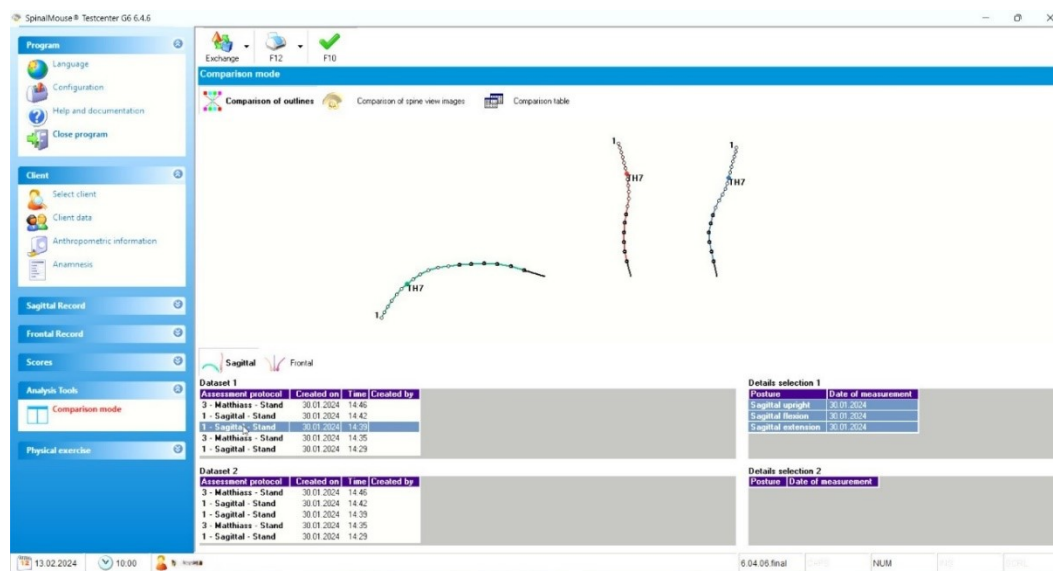 SpinalMouse® Testcenter G6 6.4.6
Program
Language
Configuration
Help and documentation
Close program
Client
Select client
Client data
Anthropometric information
Anamnesis
Sagittal Record
Frontal Record
Scores
Analysis Tools
Comparison mode
Physical exercise
Exchange F12 F10
Comparison mode
Comparison of outlines Comparison of spine view images Comparison table
1 1
TH7 TH7
TH7
1
Sagittal Frontal
Dataset 1
Assessment protocol Created on Time Created by
3 - Matthiass - Stand 30.01.2024 14:46
1 - Sagittal - Stand 30.01.2024 14:42
1 - Sagittal - Stand 30.01.2024 14:39
3 - Matthiass - Stand 30.01.2024 14:35
1 - Sagittal - Stand 30.01.2024 14:29
Details selection 1
Posture Date of measurement
Sagittal upright 30.01.2024
Sagittal flexion 30.01.2024
Sagittal extension 30.01.2024
Dataset 2
Assessment protocol Created on Time Created by
3 - Matthiass - Stand 30.01.2024 14:46
1 - Sagittal - Stand 30.01.2024 14:42
1 - Sagittal - Stand 30.01.2024 14:39
3 - Matthiass - Stand 30.01.2024 14:35
1 - Sagittal - Stand 30.01.2024 14:29
Details selection 2
Posture Date of measurement
13.02.2024 10:00 6.04.06.final CAPS NUM INS SCRL